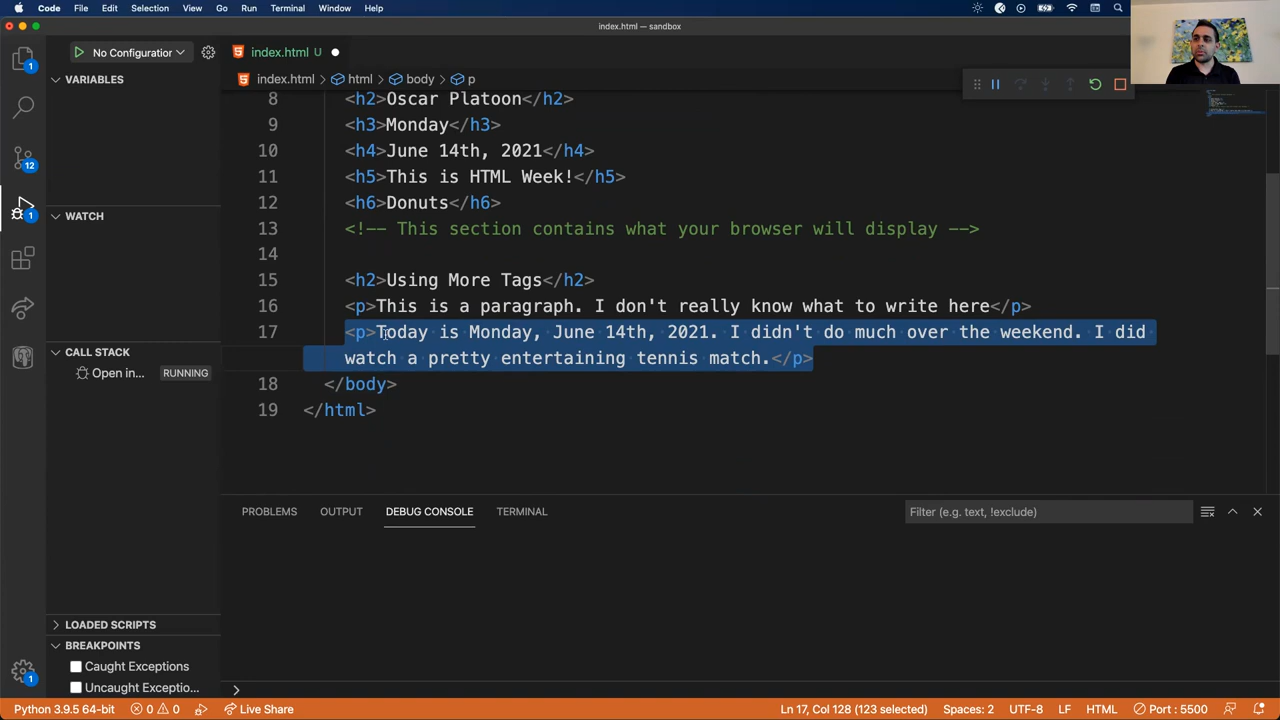 Code File Edit Selection View Go Run Terminal Window Help
index.html — sandbox
No Configuratior
index.html U
index.html > html > body > p
VARIABLES
8 <h2>Oscar Platoon</h2>
9 <h3>Monday</h3>
10 <h4>June 14th, 2021</h4>
11 <h5>This is HTML Week!</h5>
12 <h6>Donuts</h6>
13 <!-- This section contains what your browser will display -->
14
15 <h2>Using More Tags</h2>
16 <p>This is a paragraph. I don't really know what to write here</p>
17 <p>Today is Monday, June 14th, 2021. I didn't do much over the weekend. I did
watch a pretty entertaining tennis match.</p>
18 </body>
19 </html>
1
12
1
WATCH
CALL STACK
Open in... RUNNING
LOADED SCRIPTS
BREAKPOINTS
Caught Exceptions
Uncaught Exceptio...
1
PROBLEMS OUTPUT DEBUG CONSOLE TERMINAL Filter (e.g. text, !exclude)
Python 3.9.5 64-bit 0 0 Live Share Ln 17, Col 128 (123 selected) Spaces: 2 UTF-8 LF HTML Port : 5500